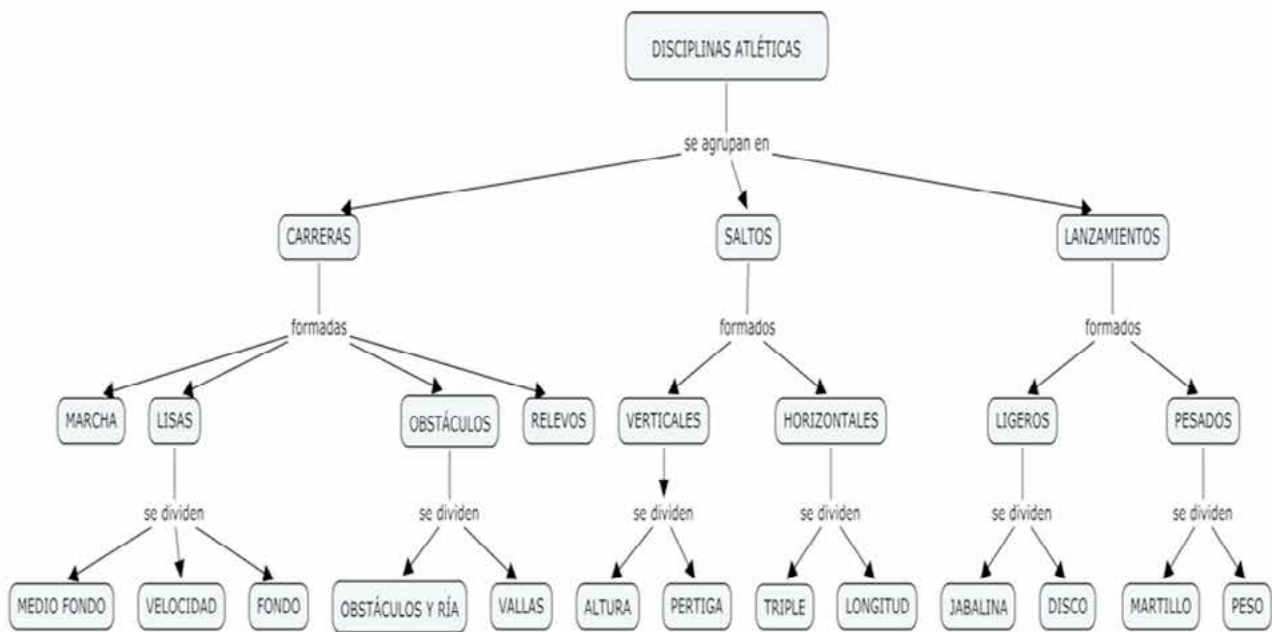 DISCIPLINAS ATLÉTICAS
se agrupan en
CARRERAS
SALTOS
LANZAMIENTOS
formadas
formados
formados
MARCHA
LISAS
OBSTÁCULOS
RELEVOS
VERTICALES
HORIZONTALES
LIGEROS
PESADOS
se dividen
se dividen
se dividen
se dividen
se dividen
se dividen
MEDIO FONDO
VELOCIDAD
FONDO
OBSTÁCULOS Y RÍA
VALLAS
ALTURA
PERTIGA
TRIPLE
LONGITUD
JABALINA
DISCO
MARTILLO
PESO